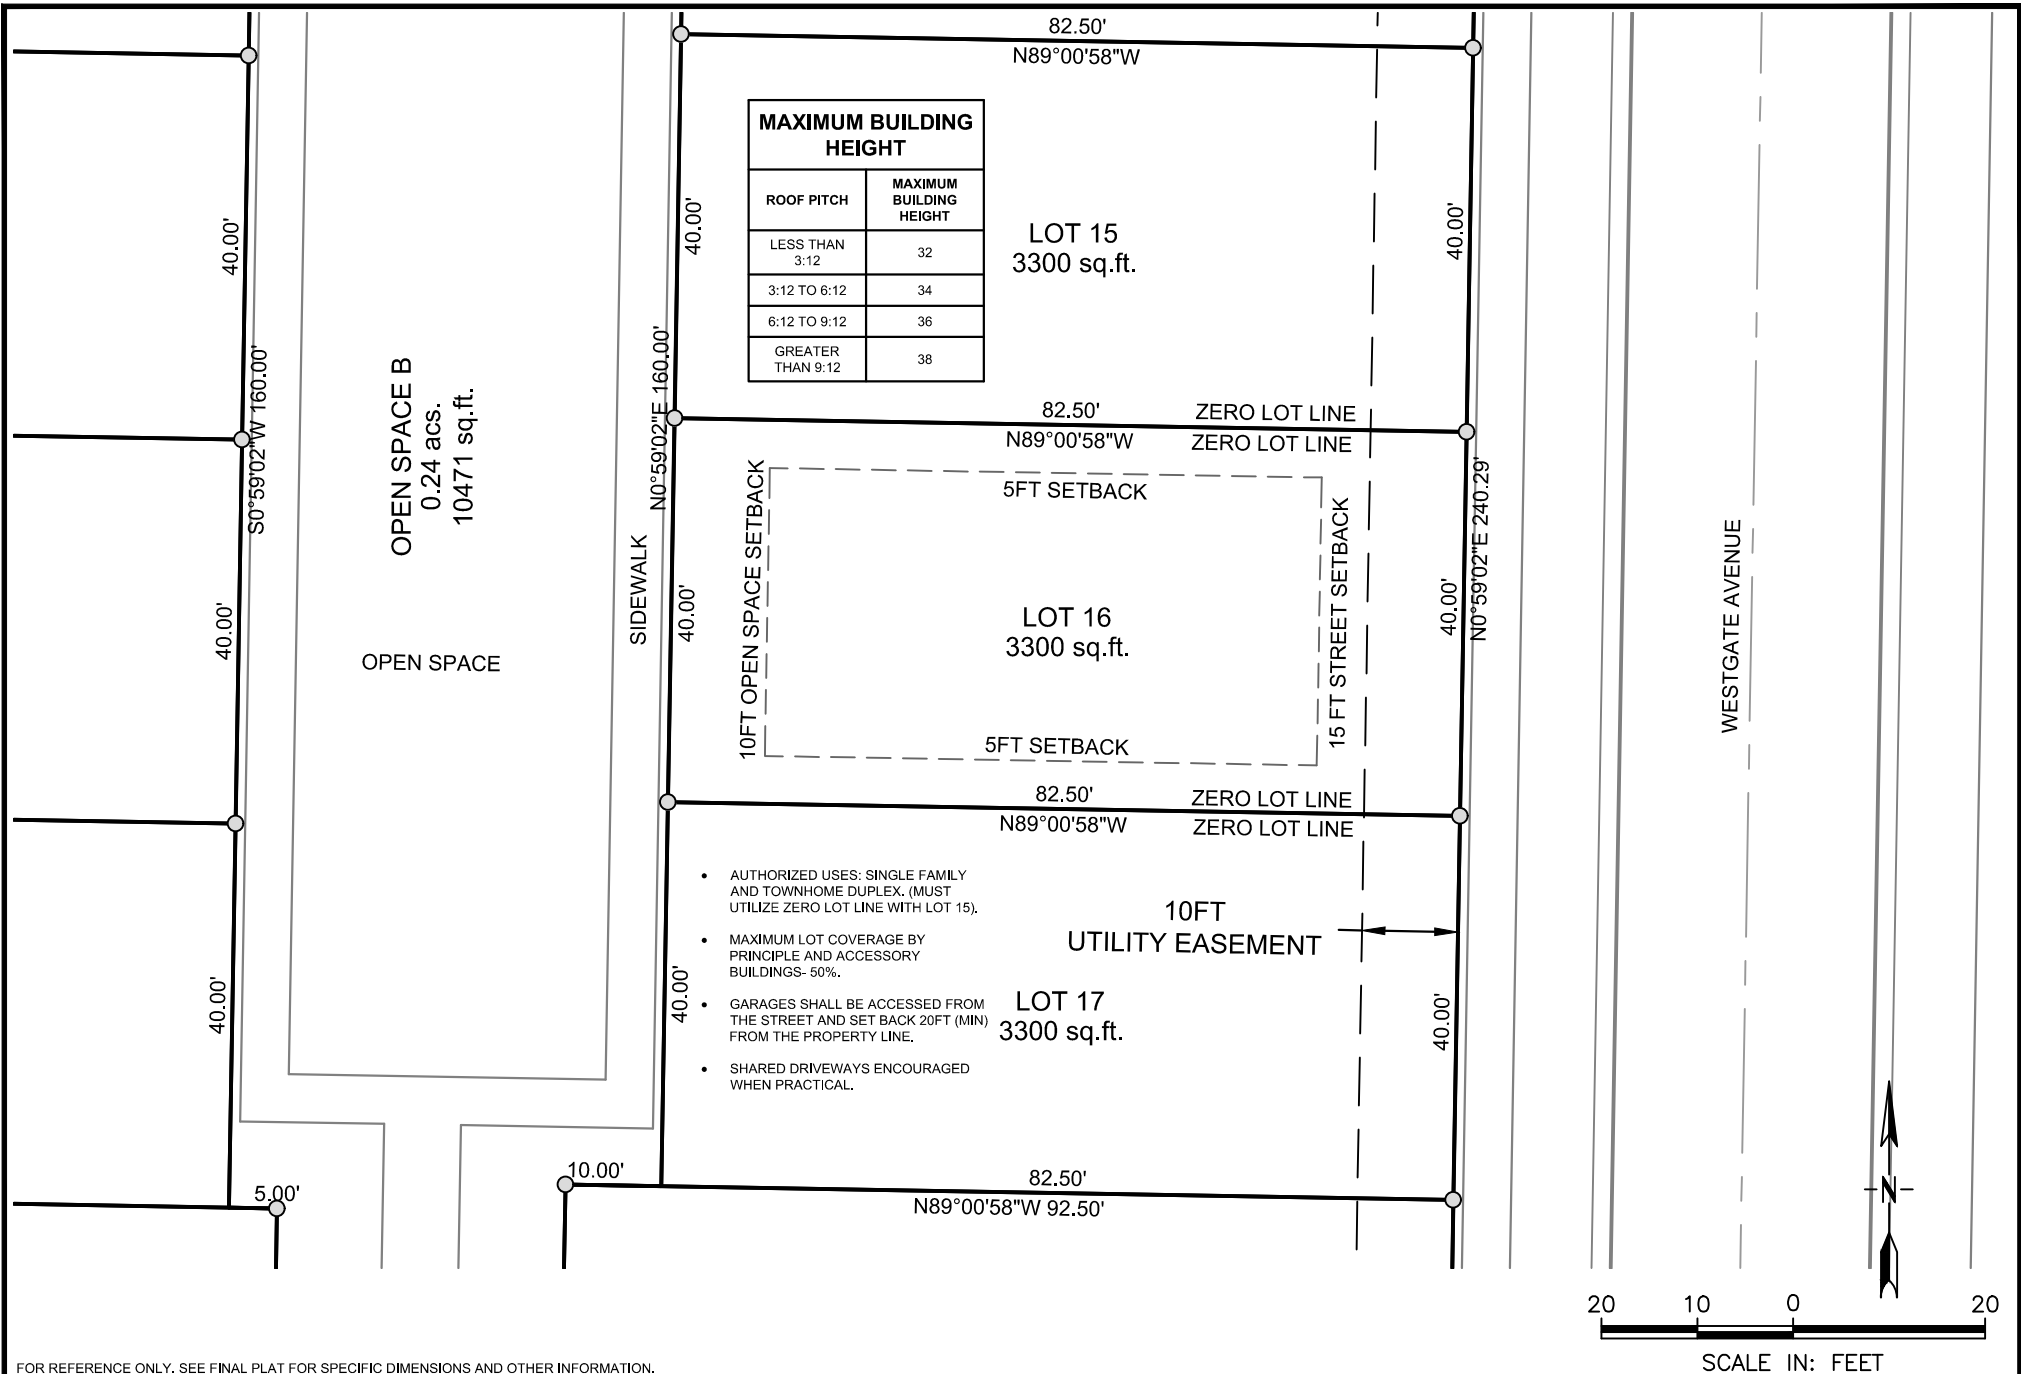 82.50'
N89°00'58"W
MAXIMUM BUILDING
HEIGHT
ROOF PITCH
MAXIMUM
BUILDING
HEIGHT
LESS THAN
3:12
32
3:12 TO 6:12
34
6:12 TO 9:12
36
GREATER
THAN 9:12
38
40.00'
40.00'
LOT 15
3300 sq.ft.
40.00'
S0°59'02"W 160.00'
OPEN SPACE B
0.24 acs.
10471 sq.ft.
N0°59'02"E 160.00'
82.50'
N89°00'58"W
ZERO LOT LINE
ZERO LOT LINE
N0°59'02"E 240.29'
WESTGATE AVENUE
40.00'
OPEN SPACE
SIDEWALK
40.00'
10FT OPEN SPACE SETBACK
5FT SETBACK
LOT 16
3300 sq.ft.
5FT SETBACK
15 FT STREET SETBACK
40.00'
82.50'
N89°00'58"W
ZERO LOT LINE
ZERO LOT LINE
40.00'
40.00'
• AUTHORIZED USES: SINGLE FAMILY
AND TOWNHOME DUPLEX. (MUST
UTILIZE ZERO LOT LINE WITH LOT 15).
• MAXIMUM LOT COVERAGE BY
PRINCIPLE AND ACCESSORY
BUILDINGS- 50%.
• GARAGES SHALL BE ACCESSED FROM
THE STREET AND SET BACK 20FT (MIN)
FROM THE PROPERTY LINE.
• SHARED DRIVEWAYS ENCOURAGED
WHEN PRACTICAL.
10FT
UTILITY EASEMENT
LOT 17
3300 sq.ft.
40.00'
5.00'
10.00'
82.50'
N89°00'58"W 92.50'
N
20 10 0 20
SCALE IN: FEET
FOR REFERENCE ONLY. SEE FINAL PLAT FOR SPECIFIC DIMENSIONS AND OTHER INFORMATION.